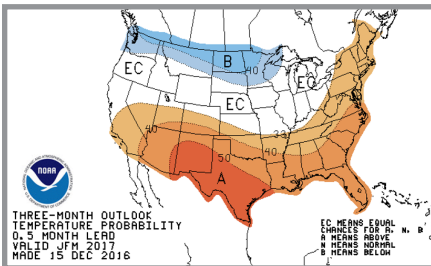 EC
B
40
EC
EC
33
40
40
50
A
NOAA
THREE-MONTH OUTLOOK
TEMPERATURE PROBABILITY
0.5 MONTH LEAD
VALID JFM 2017
MADE 15 DEC 2016
EC MEANS EQUAL
CHANCES FOR A, N, B
A MEANS ABOVE
N MEANS NORMAL
B MEANS BELOW